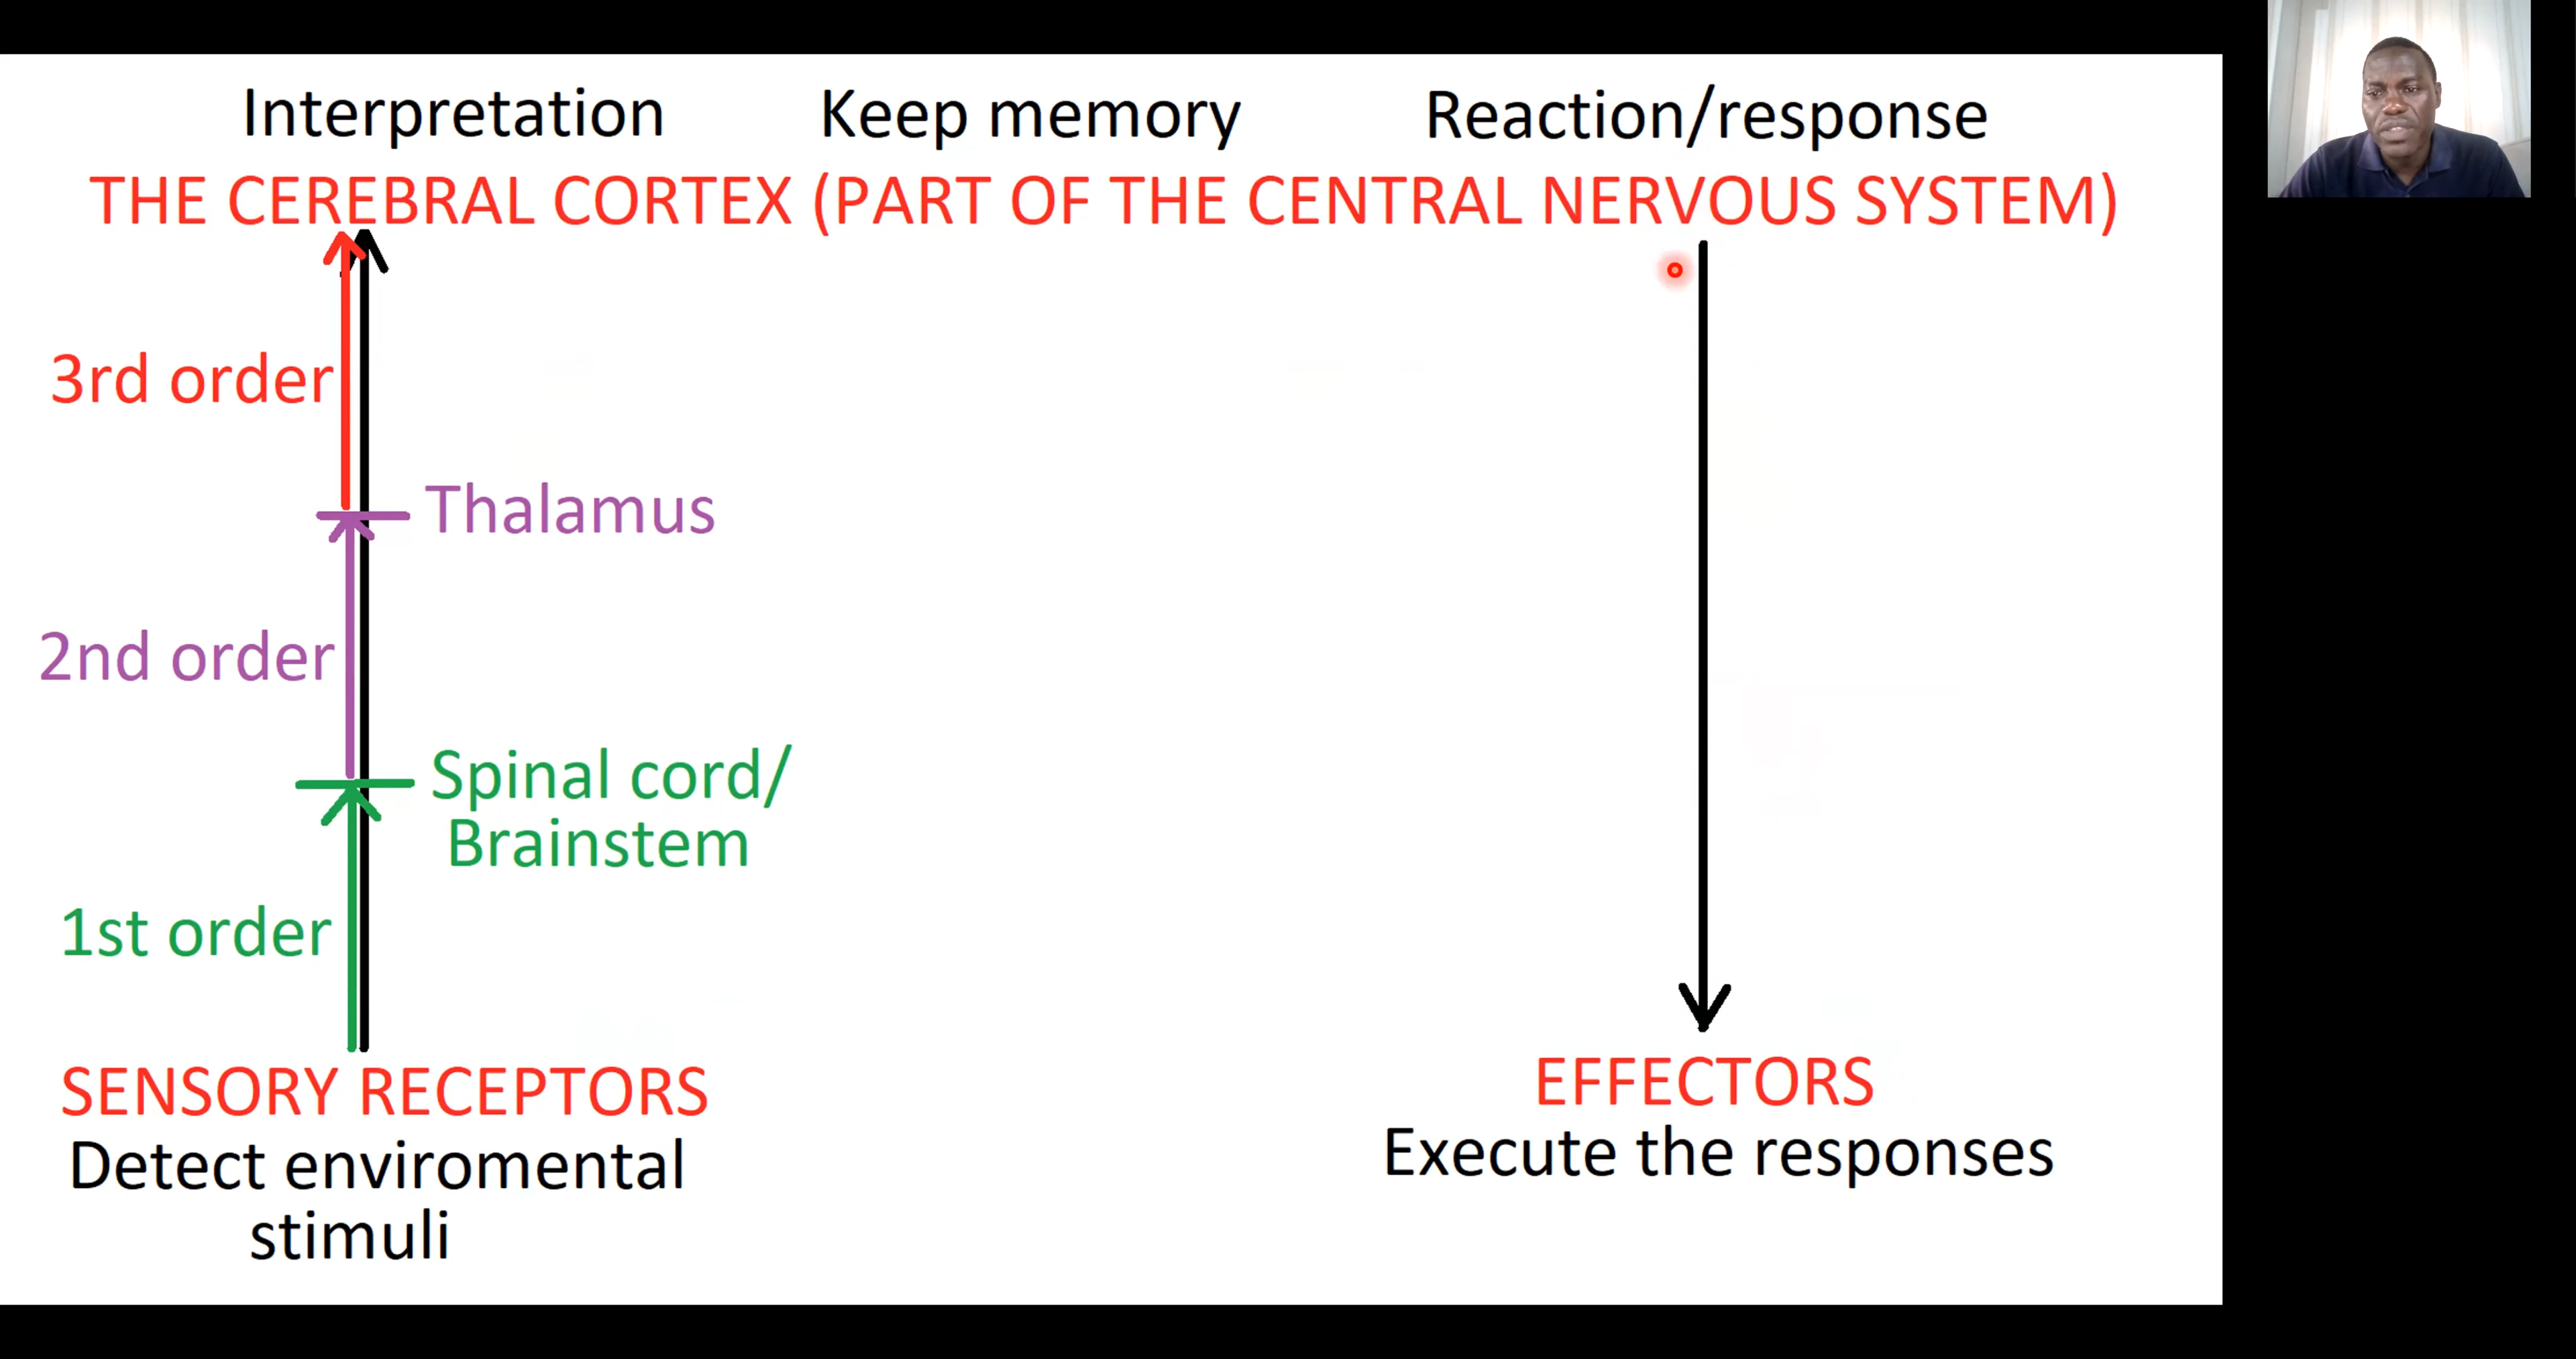 Interpretation Keep memory Reaction/response
THE CEREBRAL CORTEX (PART OF THE CENTRAL NERVOUS SYSTEM)
3rd order
Thalamus
2nd order
Spinal cord/
Brainstem
1st order
SENSORY RECEPTORS
Detect enviromental
stimuli
EFFECTORS
Execute the responses